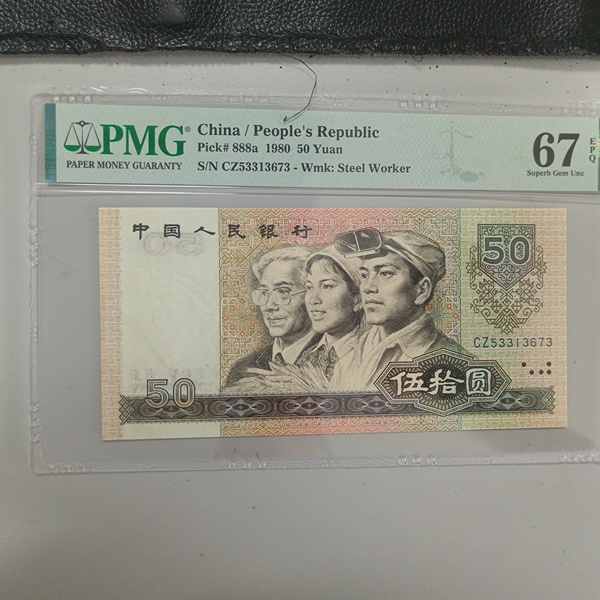 PMG®
PAPER MONEY GUARANTY
China / People's Republic
Pick# 888a 1980 50 Yuan
S/N CZ53313673 - Wmk: Steel Worker
67
EPQ
Superb Gem Unc
中国人民银行
50
CZ53313673
伍拾圆
50